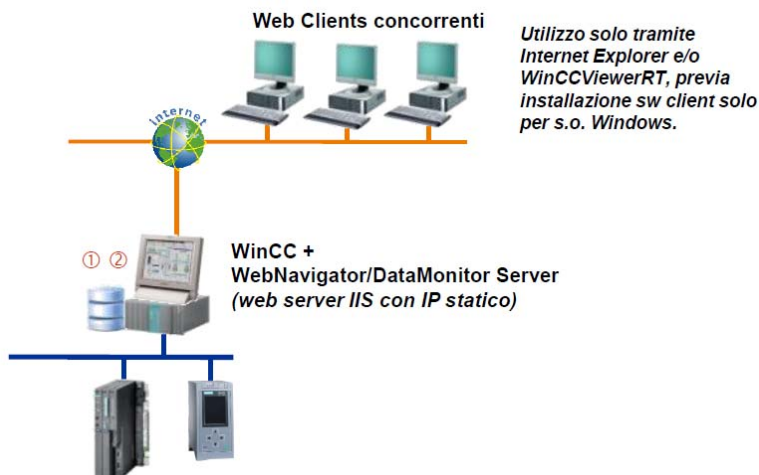 Web Clients concorrenti
Utilizzo solo tramite
Internet Explorer e/o
WinCCViewerRT, previa
installazione sw client solo
per s.o. Windows.
internet
① ②
WinCC +
WebNavigator/DataMonitor Server
(web server IIS con IP statico)